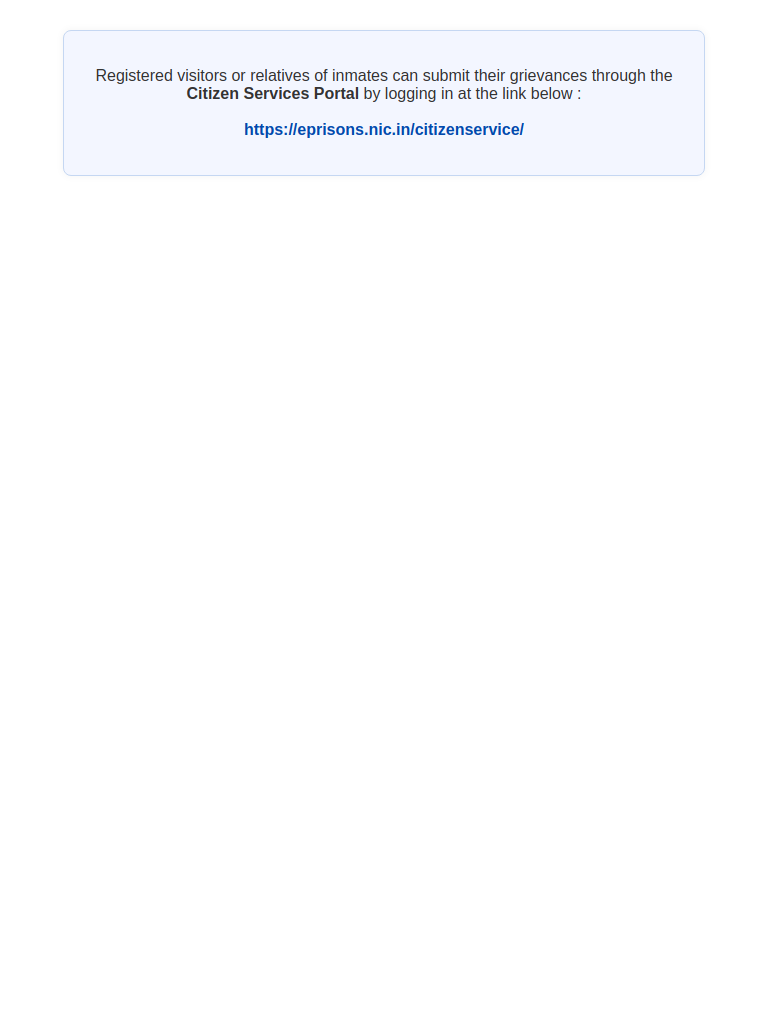 Registered visitors or relatives of inmates can submit their grievances through the
Citizen Services Portal by logging in at the link below :
https://eprisons.nic.in/citizenservice/